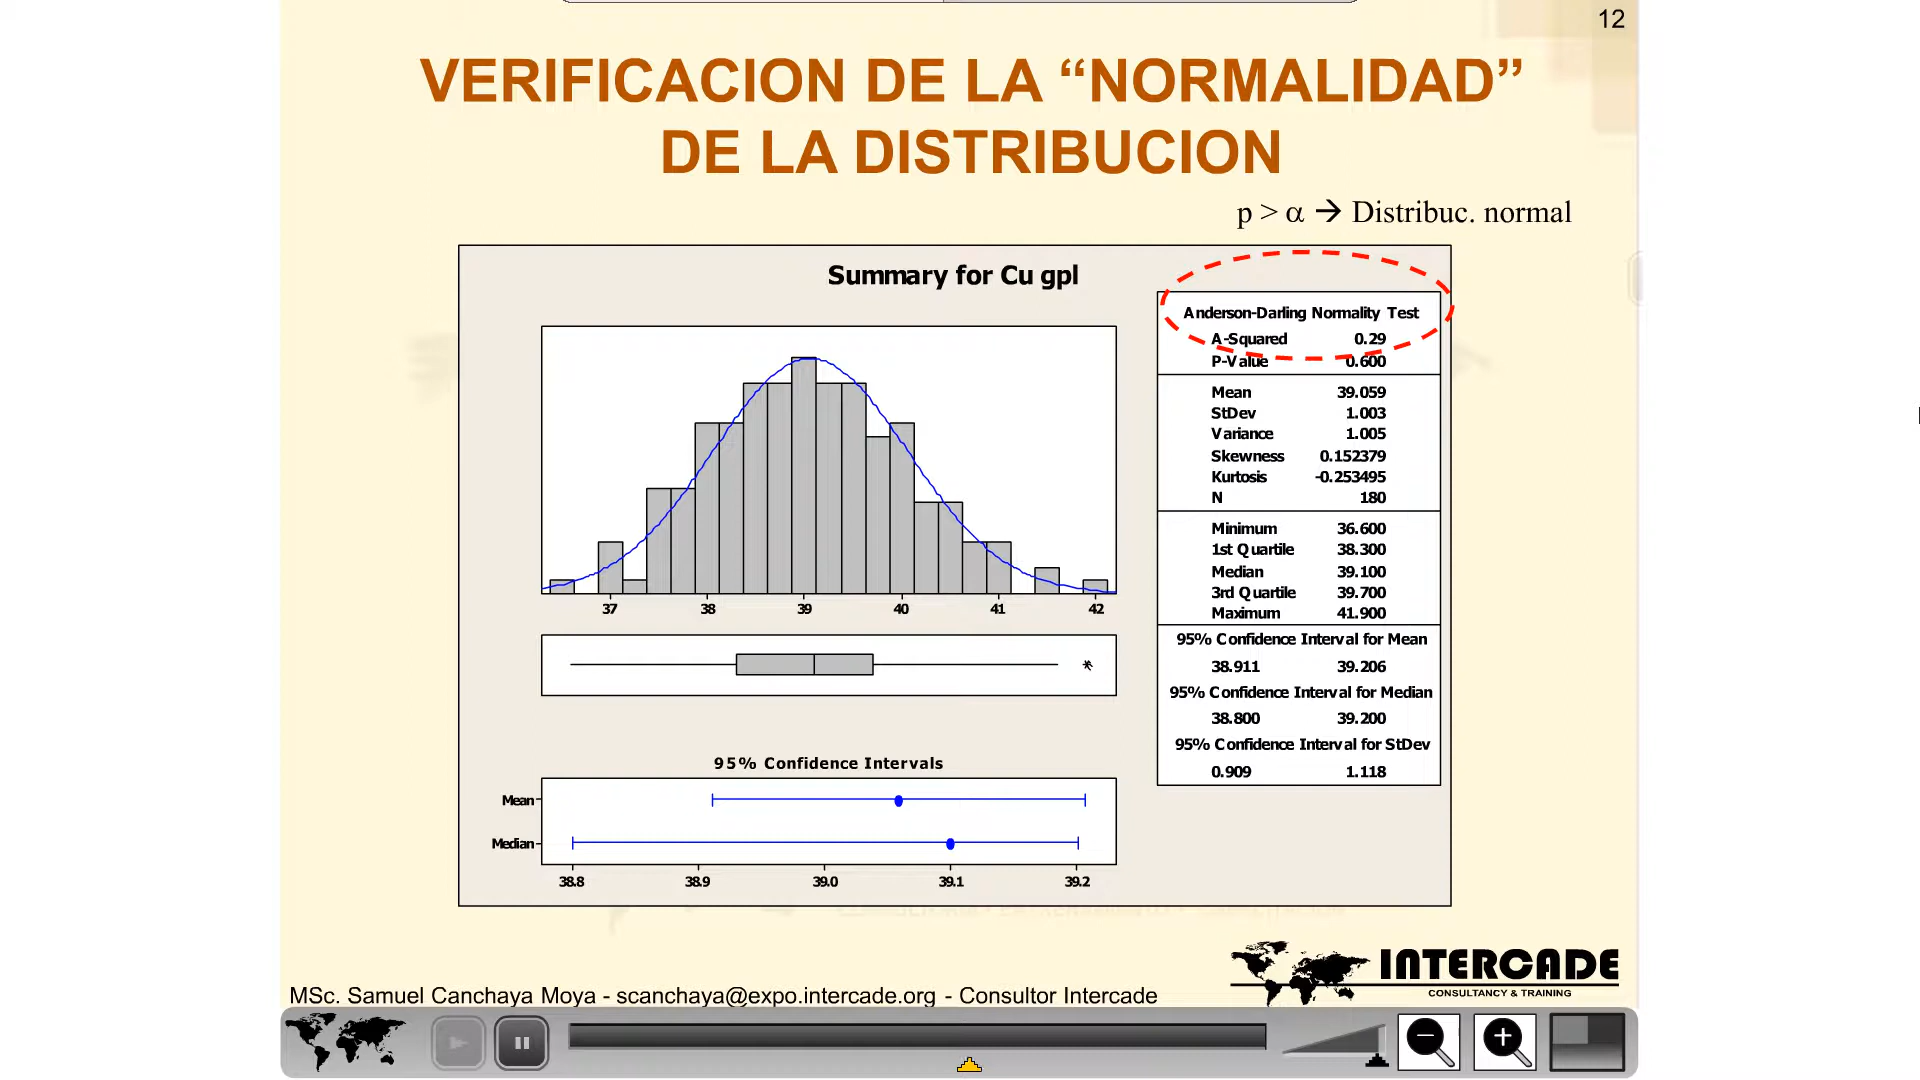 12
VERIFICACION DE LA “NORMALIDAD”
DE LA DISTRIBUCION
p > α → Distribuc. normal
Summary for Cu gpl
37 38 39 40 41 42
95% Confidence Intervals
Mean
Median
38.8 38.9 39.0 39.1 39.2
Anderson-Darling Normality Test
A-Squared 0.29
P-Value 0.600
Mean 39.059
StDev 1.003
Variance 1.005
Skewness 0.152379
Kurtosis -0.253495
N 180
Minimum 36.600
1st Quartile 38.300
Median 39.100
3rd Quartile 39.700
Maximum 41.900
95% Confidence Interval for Mean
38.911 39.206
95% Confidence Interval for Median
38.800 39.200
95% Confidence Interval for StDev
0.909 1.118
INTERCADE
CONSULTANCY & TRAINING
MSc. Samuel Canchaya Moya - scanchaya@expo.intercade.org - Consultor Intercade